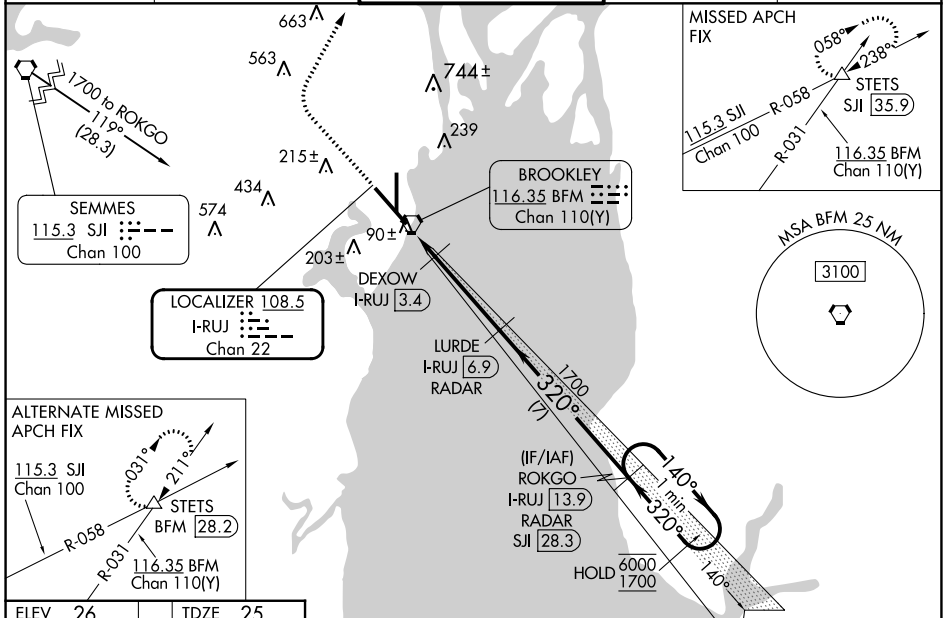 663
563
744±
239
215±
434
574
203±
90±
1700 to ROKGO
119°
(28.3)
SEMMES
115.3 SJI
Chan 100
LOCALIZER 108.5
I-RUJ
Chan 22
BROOKLEY
116.35 BFM
Chan 110(Y)
MISSED APCH
FIX
058°
238°
STETS
SJI 35.9
115.3 SJI
Chan 100
R-058
R-031
116.35 BFM
Chan 110(Y)
MSA BFM 25 NM
3100
DEXOW
I-RUJ 3.4
LURDE
I-RUJ 6.9
RADAR
1700
320°
(7)
(IF/IAF)
ROKGO
I-RUJ 13.9
RADAR
SJI 28.3
140°
1 min
320°
HOLD 6000
1700
140°
ALTERNATE MISSED
APCH FIX
031°
211°
115.3 SJI
Chan 100
STETS
BFM 28.2
R-058
R-031
116.35 BFM
Chan 110(Y)
ELEV 26
TDZE 25